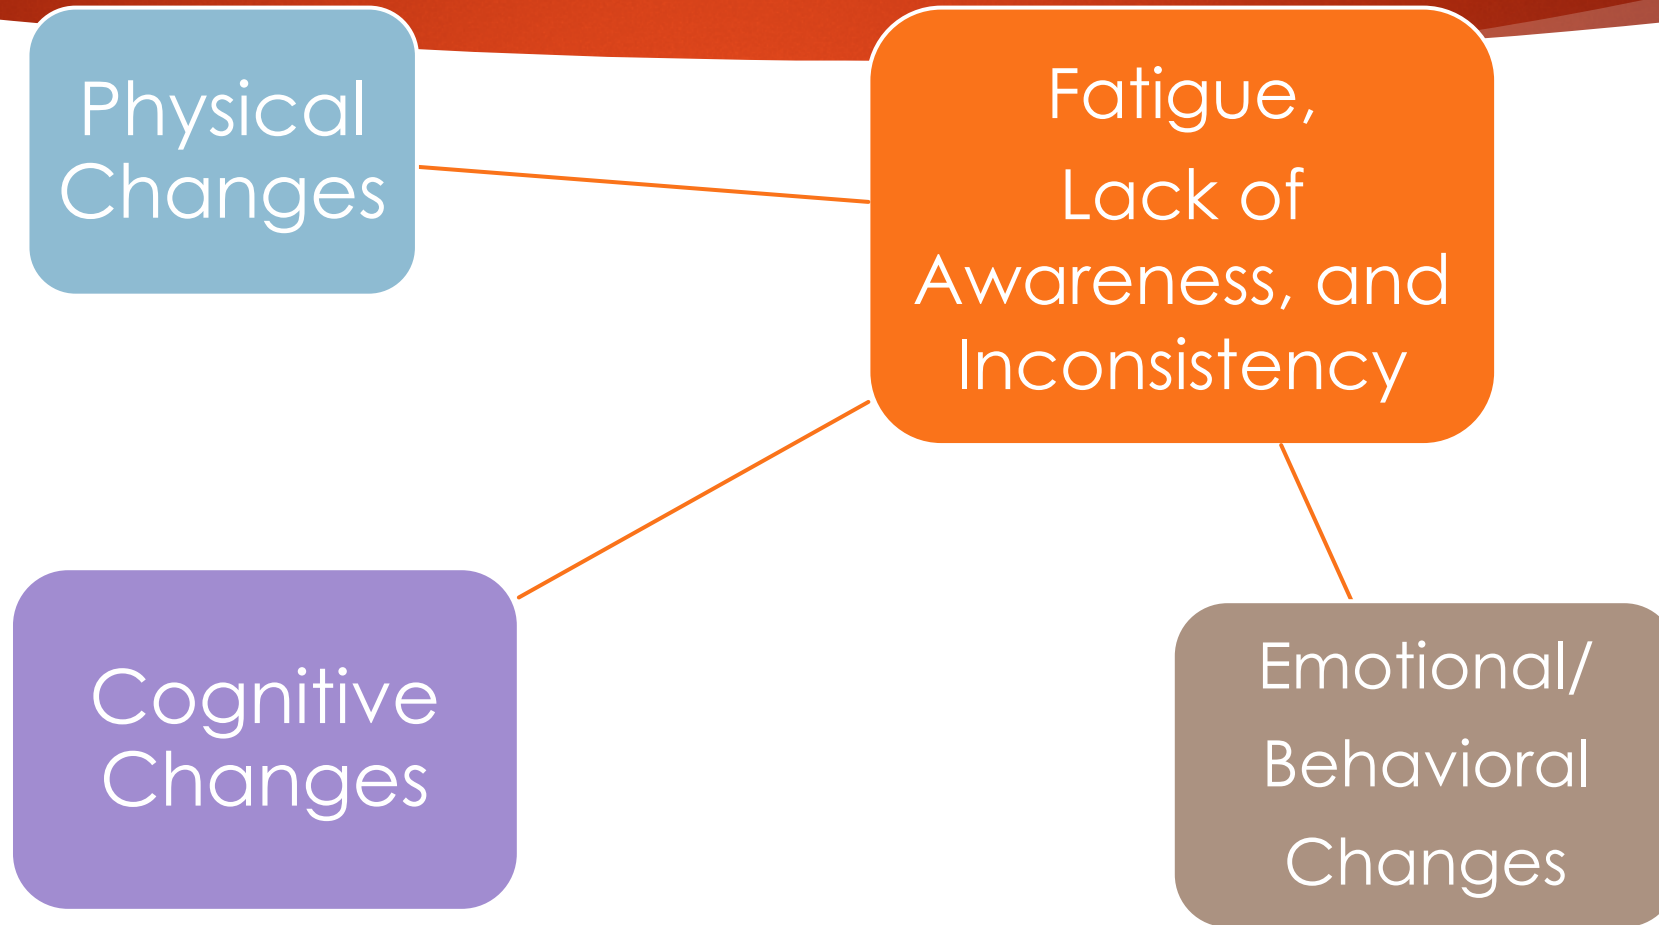 Physical
Changes
Fatigue,
Lack of
Awareness, and
Inconsistency
Cognitive
Changes
Emotional/
Behavioral
Changes